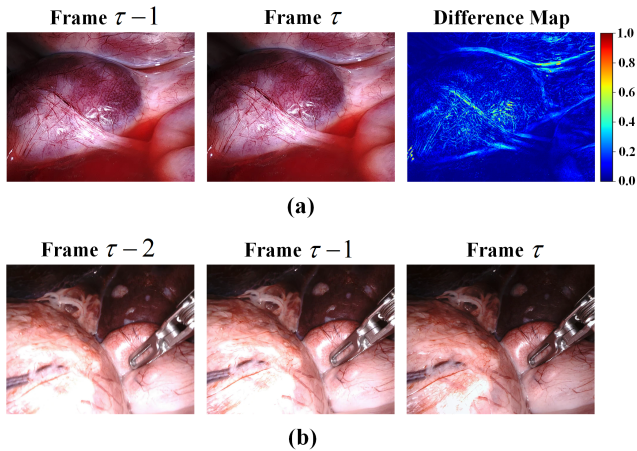 Frame τ − 1 Frame τ Difference Map
1.0
0.8
0.6
0.4
0.2
0.0
(a)
Frame τ − 2 Frame τ − 1 Frame τ
(b)